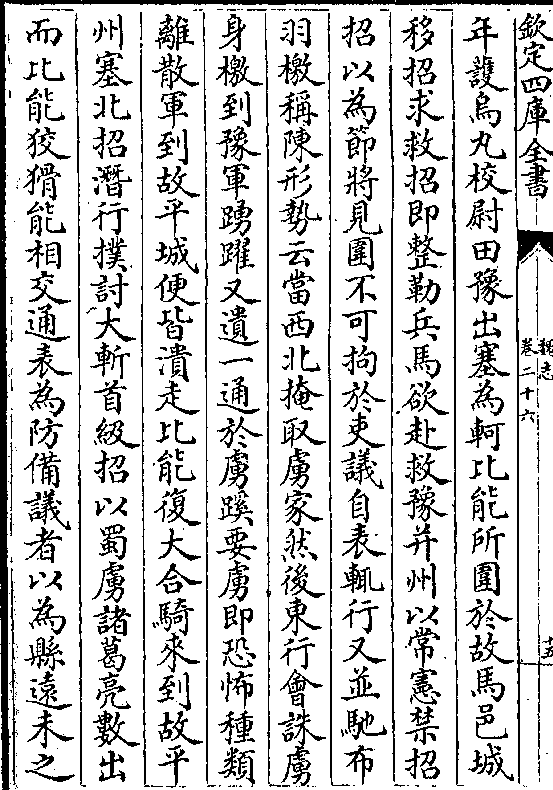 欽定四庫全書
魏志
卷二十六
年護烏丸校尉田豫出塞為軻比能所圍於故馬邑城
移招求救招即整勒兵馬欲赴救豫并州以常憲禁招
招以為節將見圍不可拘於吏議自表輒行又並馳布
羽檄稱陳形勢云當西北掩取虜家然後東行會誅虜
身檄到豫軍踴躍又遺一通於虜蹊要虜即恐怖種類
離散軍到故平城便皆潰走比能復大合騎來到故平
州塞北招潛行撲討大斬首級招以蜀虜諸葛亮數出
而比能狡猾能相交通表為防備議者以為縣遠未之